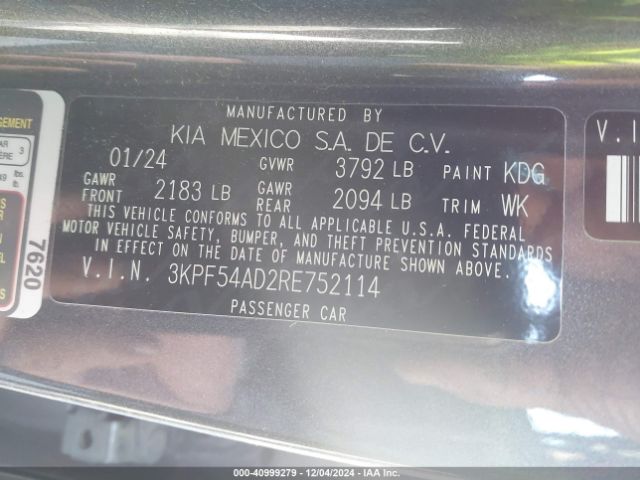 MANUFACTURED BY
KIA MEXICO S.A. DE C.V.
01/24 GVWR 3792 LB PAINT KDG
GAWR FRONT 2183 LB GAWR REAR 2094 LB TRIM WK
THIS VEHICLE CONFORMS TO ALL APPLICABLE U.S.A. FEDERAL
MOTOR VEHICLE SAFETY, BUMPER, AND THEFT PREVENTION STANDARDS
IN EFFECT ON THE DATE OF MANUFACTURE SHOWN ABOVE.
V.I.N. 3KPF54AD2RE752114
PASSENGER CAR
7620
V.I
000-40999279 - 12/04/2024 - IAA Inc.